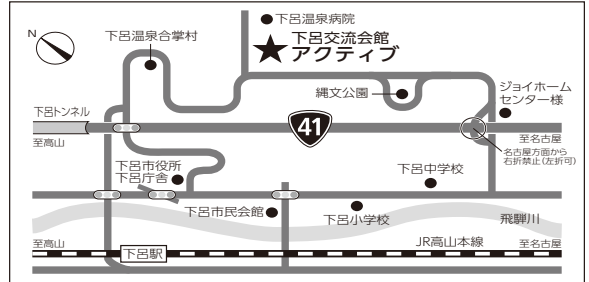 N
下呂温泉病院
下呂温泉合掌村
下呂交流会館
アクティブ
縄文公園
ジョイホーム
センター様
下呂トンネル
41
至高山
至名古屋
名古屋方面から
右折禁止(左折可)
下呂市役所
下呂庁舎
下呂中学校
下呂市民会館
下呂小学校
飛騨川
至高山
JR高山本線
至名古屋
下呂駅